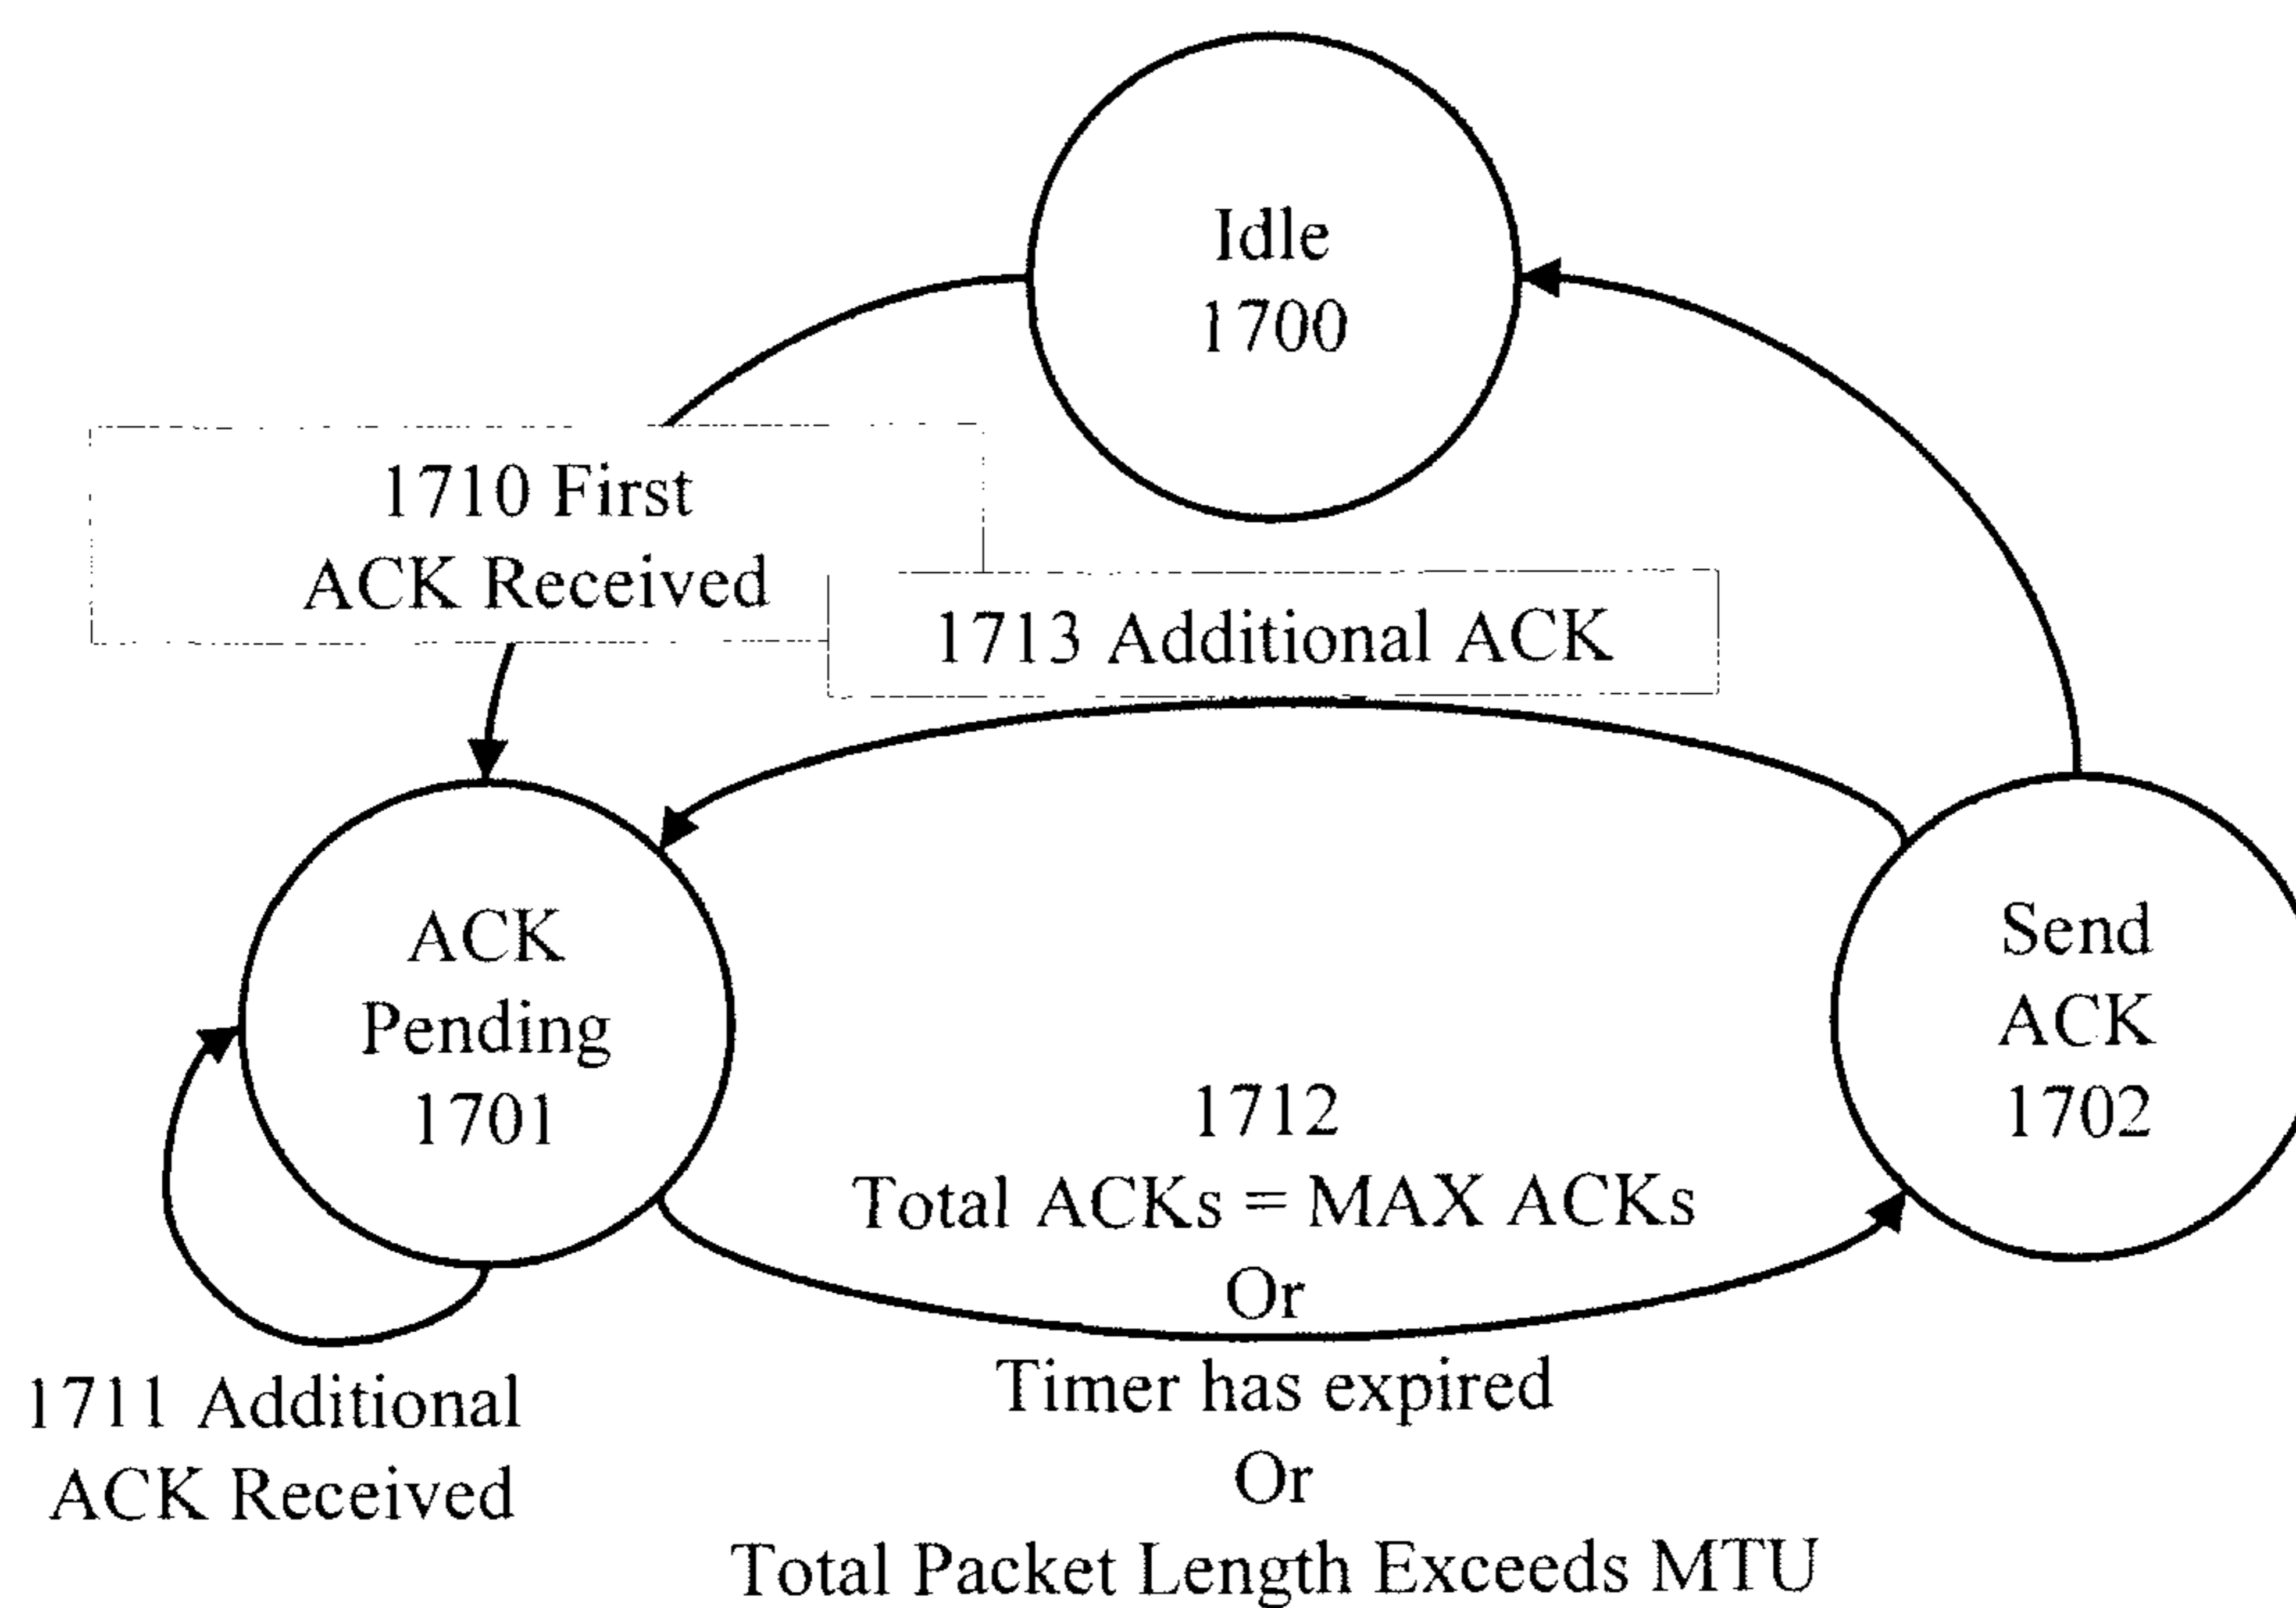 Idle
1700
1710 First
ACK Received
1713 Additional ACK
ACK
Pending
1701
Send
ACK
1702
1712
Total ACKs = MAX ACKs
Or
Timer has expired
Or
Total Packet Length Exceeds MTU
1711 Additional
ACK Received